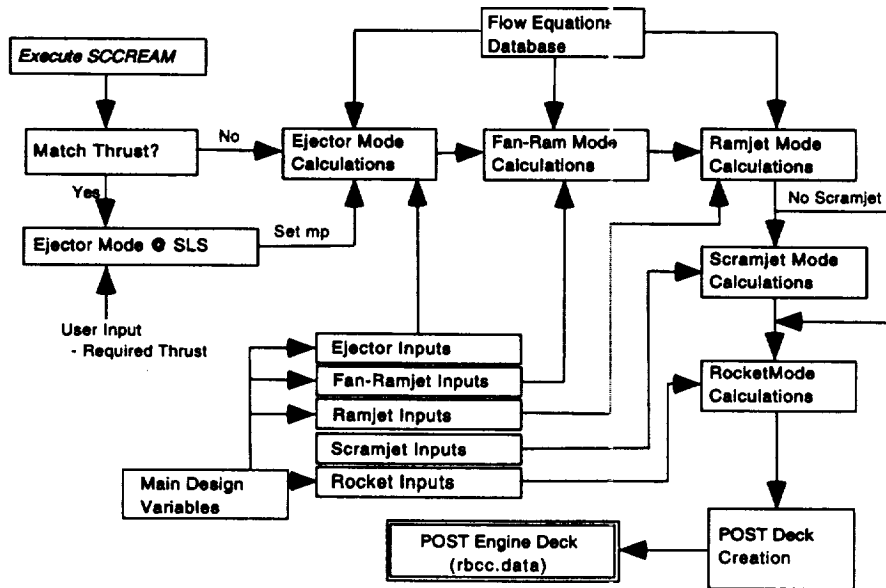 Flow Equation
Database
Execute SCCREAM
Match Thrust?
No
Ejector Mode
Calculations
Fan-Ram Mode
Calculations
Ramjet Mode
Calculations
Yes
No Scramjet
Ejector Mode @ SLS
Set mp
Scramjet Mode
Calculations
User Input
- Required Thrust
Ejector Inputs
Fan-Ramjet Inputs
Ramjet Inputs
Scramjet Inputs
Rocket Inputs
RocketMode
Calculations
Main Design
Variables
POST Engine Deck
(rbcc.data)
POST Deck
Creation